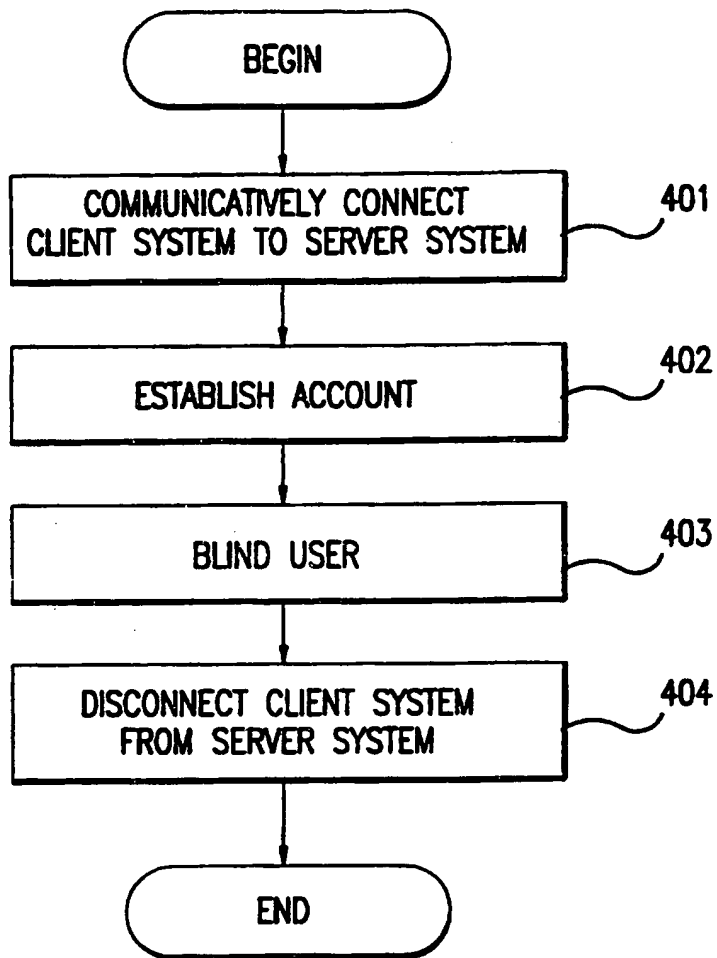 BEGIN
COMMUNICATIVELY CONNECT
CLIENT SYSTEM TO SERVER SYSTEM
401
ESTABLISH ACCOUNT
402
BLIND USER
403
DISCONNECT CLIENT SYSTEM
FROM SERVER SYSTEM
404
END